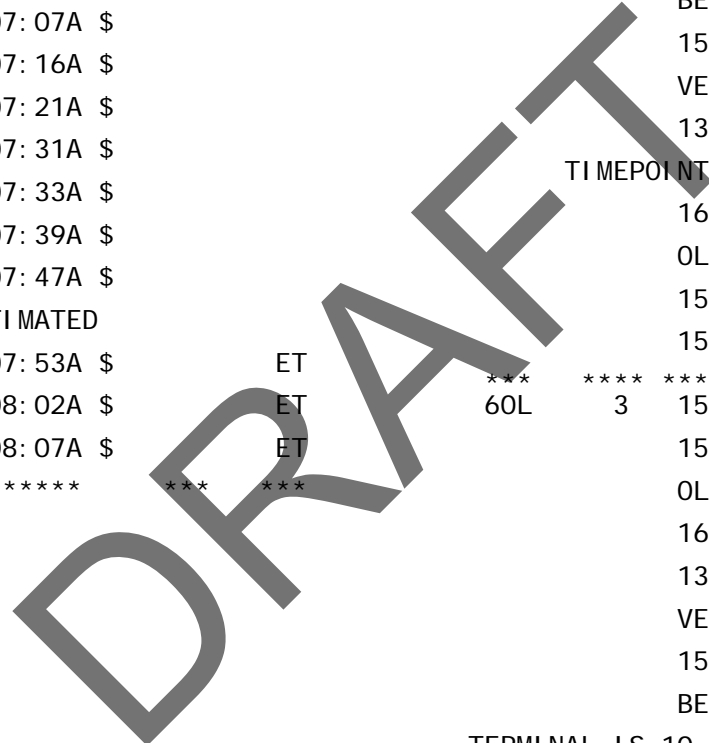 07:07A $
15
07:16A $
VE
07:21A $
13
07:31A $
TIMEPOINT
07:33A $
16
07:39A $
OL
07:47A $
15
TIMATED
15
07:53A $ ET
*** **** ***
08:02A $ ET 60L 3 15
08:07A $ ET 15
***** *** *** OL
16
13
VE
15
BE
DRAFT